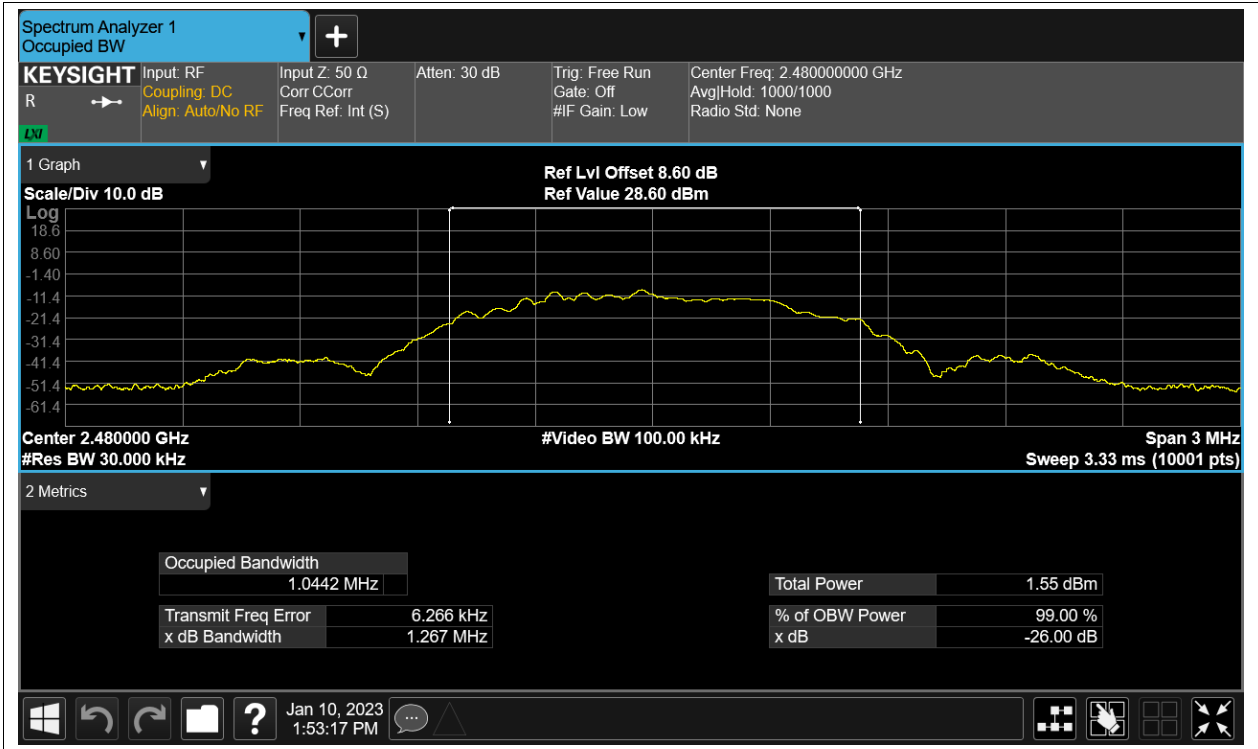 Spectrum Analyzer 1
Occupied BW
KEYSIGHT
R
LXI
Input: RF
Coupling: DC
Align: Auto/No RF
Input Z: 50 Ω
Corr CCorr
Freq Ref: Int (S)
Atten: 30 dB
Trig: Free Run
Gate: Off
#IF Gain: Low
Center Freq: 2.480000000 GHz
Avg|Hold: 1000/1000
Radio Std: None
1 Graph
Scale/Div 10.0 dB
Ref Lvl Offset 8.60 dB
Ref Value 28.60 dBm
Log
18.6
8.60
-1.40
-11.4
-21.4
-31.4
-41.4
-51.4
-61.4
Center 2.480000 GHz
#Res BW 30.000 kHz
#Video BW 100.00 kHz
Span 3 MHz
Sweep 3.33 ms (10001 pts)
2 Metrics
Occupied Bandwidth
1.0442 MHz
Transmit Freq Error 6.266 kHz
x dB Bandwidth 1.267 MHz
Total Power 1.55 dBm
% of OBW Power 99.00 %
x dB -26.00 dB
?
Jan 10, 2023
1:53:17 PM